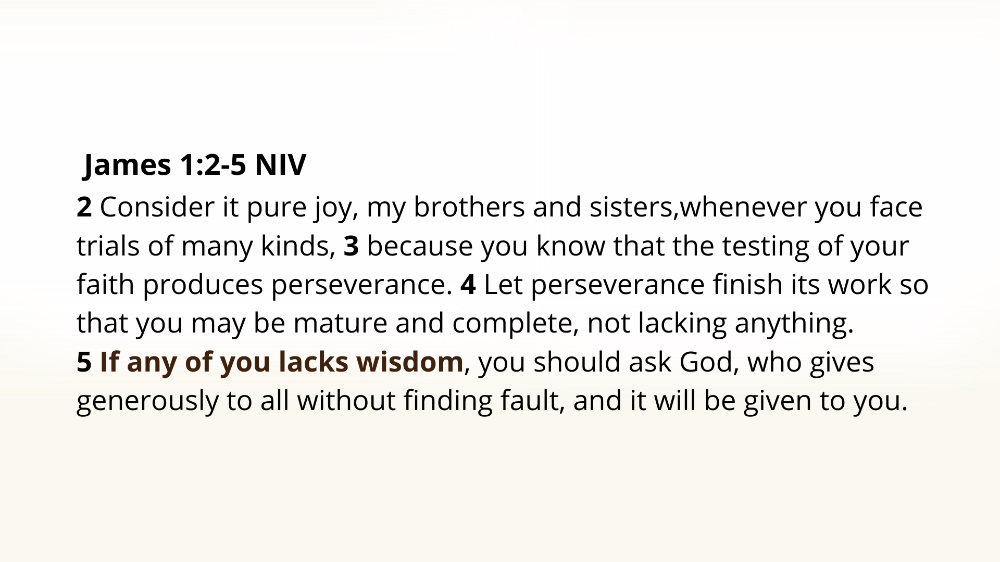 James 1:2-5 NIV
2 Consider it pure joy, my brothers and sisters,whenever you face
trials of many kinds, 3 because you know that the testing of your
faith produces perseverance. 4 Let perseverance finish its work so
that you may be mature and complete, not lacking anything.
5 If any of you lacks wisdom, you should ask God, who gives
generously to all without finding fault, and it will be given to you.